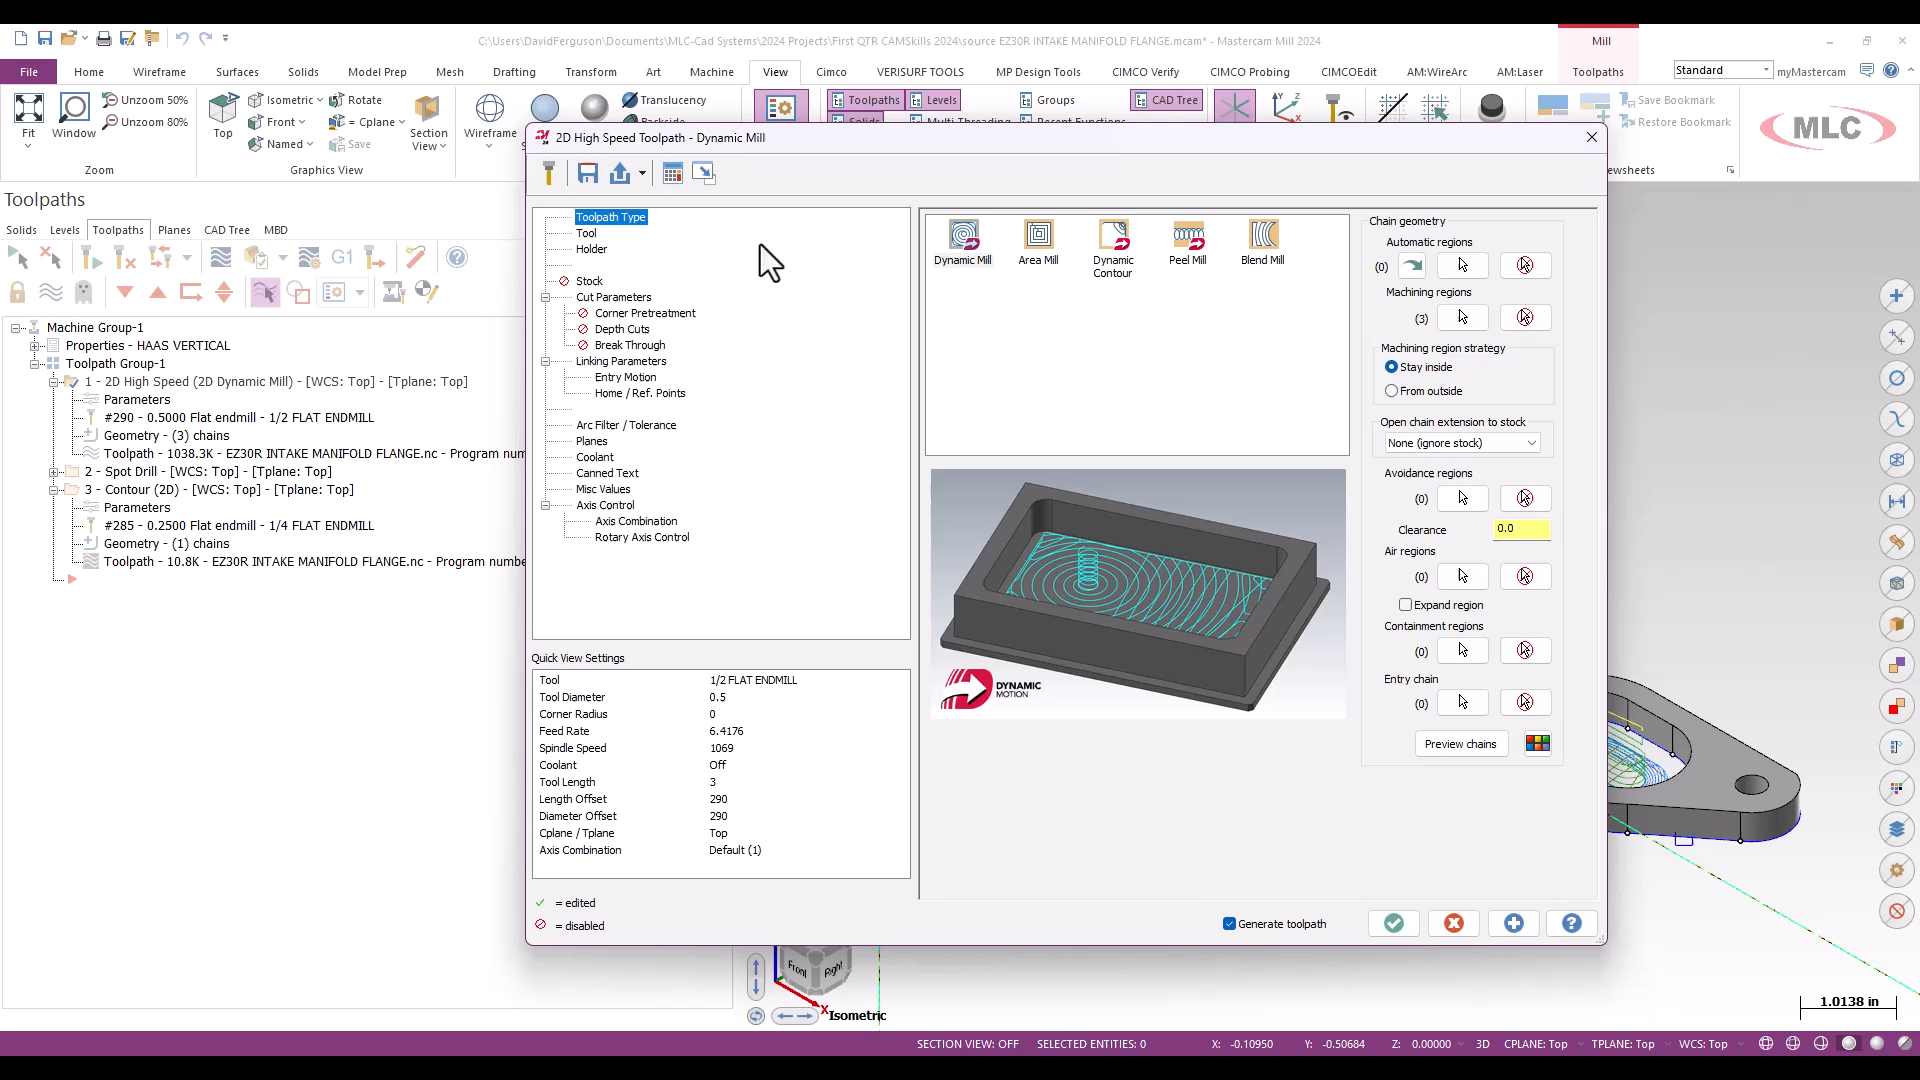 C:\Users\DavidFerguson\Documents\MLC-Cad Systems\2024 Projects\First QTR CAMSkills 2024\source EZ30R INTAKE MANIFOLD FLANGE.mcam* - Mastercam Mill 2024
Mill
File Home Wireframe Surfaces Solids Model Prep Mesh Drafting Transform Art Machine View Cimco VERISURF TOOLS MP Design Tools CIMCO Verify CIMCO Probing CIMCOEdit AM:WireArc AM:Laser Toolpaths
Standard
myMastercam
Fit
Window
Unzoom 50%
Unzoom 80%
Zoom
Top
Isometric
Front
Named
Rotate
= Cplane
Save
Section View
Graphics View
Wireframe
Translucency
Backside
Toolpaths
Levels
Solids
Multi-Threading
Groups
Recent Functions
CAD Tree
Save Bookmark
Restore Bookmark
ewsheets
MLC
Toolpaths
Solids Levels Toolpaths Planes CAD Tree MBD
G1
Machine Group-1
Properties - HAAS VERTICAL
Toolpath Group-1
1 - 2D High Speed (2D Dynamic Mill) - [WCS: Top] - [Tplane: Top]
Parameters
#290 - 0.5000 Flat endmill - 1/2 FLAT ENDMILL
Geometry - (3) chains
Toolpath - 1038.3K - EZ30R INTAKE MANIFOLD FLANGE.nc - Program num
2 - Spot Drill - [WCS: Top] - [Tplane: Top]
3 - Contour (2D) - [WCS: Top] - [Tplane: Top]
Parameters
#285 - 0.2500 Flat endmill - 1/4 FLAT ENDMILL
Geometry - (1) chains
Toolpath - 10.8K - EZ30R INTAKE MANIFOLD FLANGE.nc - Program numbe
2D High Speed Toolpath - Dynamic Mill
Toolpath Type
Tool
Holder
Stock
Cut Parameters
Corner Pretreatment
Depth Cuts
Break Through
Linking Parameters
Entry Motion
Home / Ref. Points
Arc Filter / Tolerance
Planes
Coolant
Canned Text
Misc Values
Axis Control
Axis Combination
Rotary Axis Control
Quick View Settings
Tool 1/2 FLAT ENDMILL
Tool Diameter 0.5
Corner Radius 0
Feed Rate 6.4176
Spindle Speed 1069
Coolant Off
Tool Length 3
Length Offset 290
Diameter Offset 290
Cplane / Tplane Top
Axis Combination Default (1)
= edited
= disabled
Dynamic Mill
Area Mill
Dynamic Contour
Peel Mill
Blend Mill
DYNAMIC
MOTION
Chain geometry
Automatic regions
(0)
Machining regions
(3)
Machining region strategy
Stay inside
From outside
Open chain extension to stock
None (ignore stock)
Avoidance regions
(0)
Clearance 0.0
Air regions
(0)
Expand region
Containment regions
(0)
Entry chain
(0)
Preview chains
Generate toolpath
Front
Right
X
Isometric
1.0138 in
SECTION VIEW: OFF SELECTED ENTITIES: 0 X: -0.10950 Y: -0.50684 Z: 0.00000 3D CPLANE: Top TPLANE: Top WCS: Top